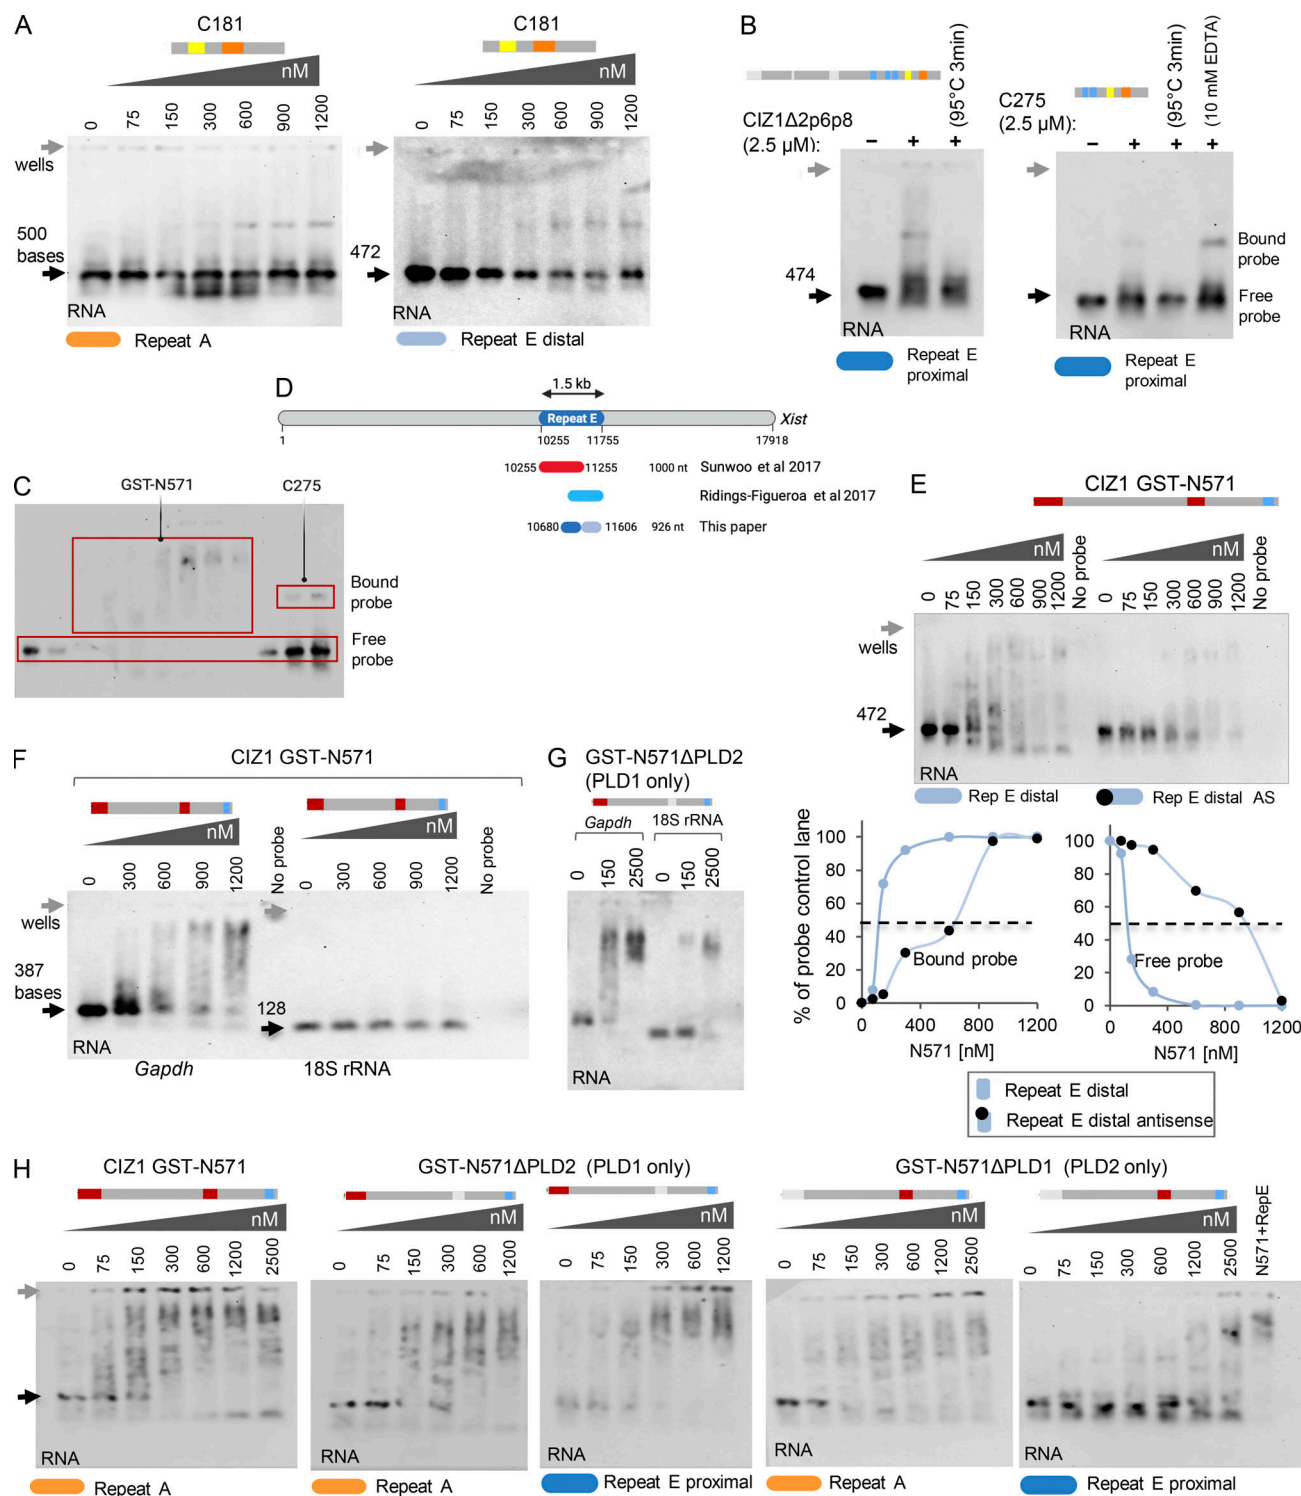 A
C181
nM
0 75 150 300 600 900 1200
wells
500
bases
RNA
Repeat A
C181
nM
0 75 150 300 600 900 1200
472
RNA
Repeat E distal
B
CIZ1Δ2p6p8
(2.5 µM):
(95°C 3min)
– + +
474
RNA
Repeat E
proximal
C275
(2.5 µM):
(95°C 3min)
(10 mM EDTA)
– + + +
Bound
probe
Free
probe
RNA
Repeat E
proximal
D
1.5 kb
Repeat E
Xist
1 10255 11755 17918
10255 11255 1000 nt Sunwoo et al 2017
Ridings-Figueroa et al 2017
10680 11606 926 nt This paper
C
GST-N571
C275
Bound
probe
Free
probe
E
CIZ1 GST-N571
nM nM
0 75 150 300 600 900 1200 No probe 0 75 150 300 600 900 1200 No probe
wells
472
RNA
Rep E distal
Rep E distal AS
% of probe control lane
100
80
60
40
20
0
Bound probe
0 400 800 1200
N571 [nM]
100
80
60
40
20
0
Free probe
0 400 800 1200
N571 [nM]
Repeat E distal
Repeat E distal antisense
F
CIZ1 GST-N571
nM nM
0 300 600 900 1200 No probe 0 300 600 900 1200 No probe
wells
387
bases
128
RNA
Gapdh
18S rRNA
G
GST-N571ΔPLD2
(PLD1 only)
Gapdh 18S rRNA
0 150 2500 0 150 2500
RNA
H
CIZ1 GST-N571
nM
0 75 150 300 600 1200 2500
RNA
Repeat A
GST-N571ΔPLD2 (PLD1 only)
nM nM
0 75 150 300 600 1200
RNA
Repeat A
0 75 150 300 600 1200
Repeat E proximal
GST-N571ΔPLD1 (PLD2 only)
nM nM
0 75 150 300 600 1200 2500
RNA
Repeat A
0 75 150 300 600 1200 2500 N571+RepE
RNA
Repeat E proximal